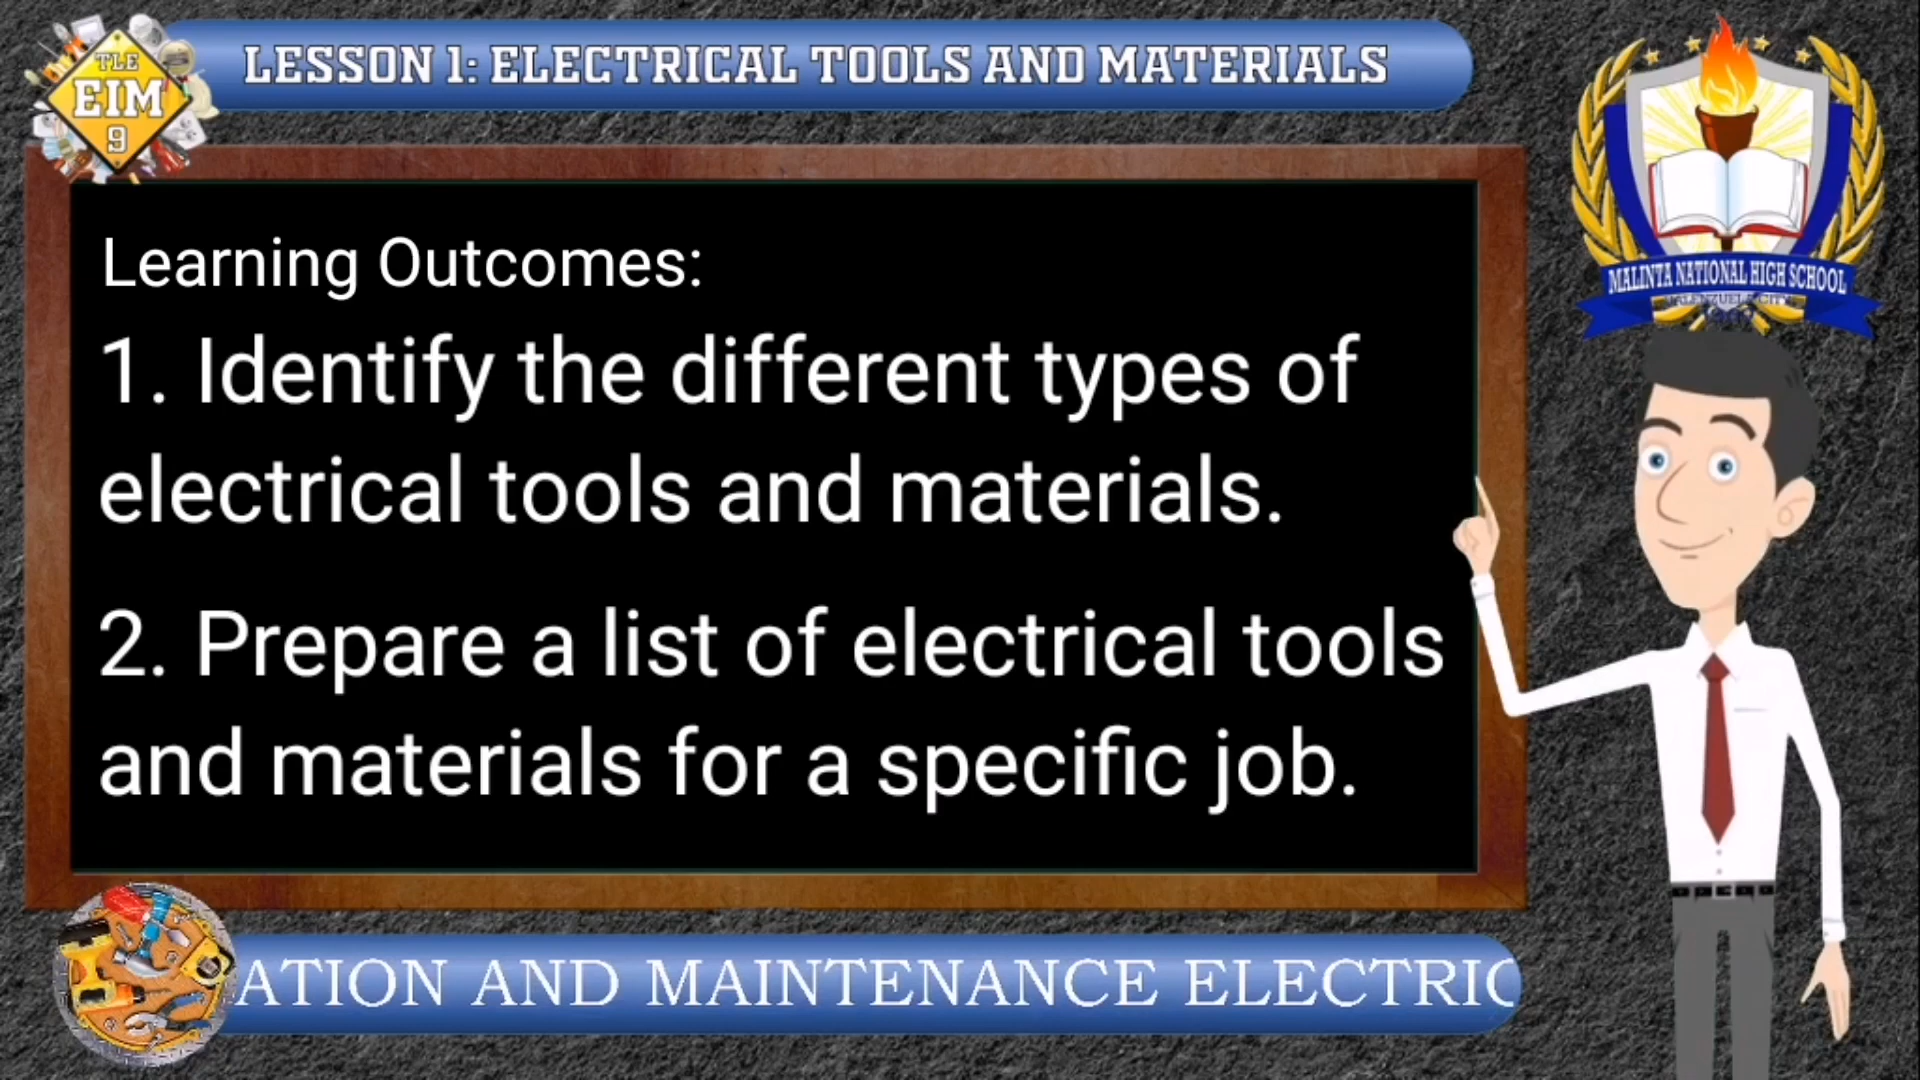 TLE
EIM
9
LESSON 1: ELECTRICAL TOOLS AND MATERIALS
MALINTA NATIONAL HIGH SCHOOL
Learning Outcomes:
1. Identify the different types of
electrical tools and materials.
2. Prepare a list of electrical tools
and materials for a specific job.
ATION AND MAINTENANCE ELECTRIC